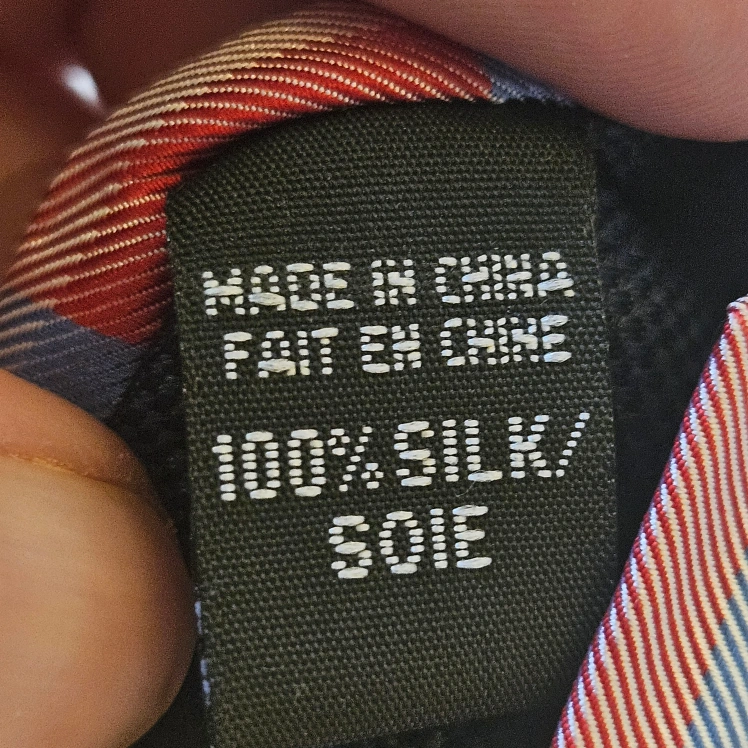 MADE IN CHINA
FAIT EN CHINE
100% SILK/
SOIE